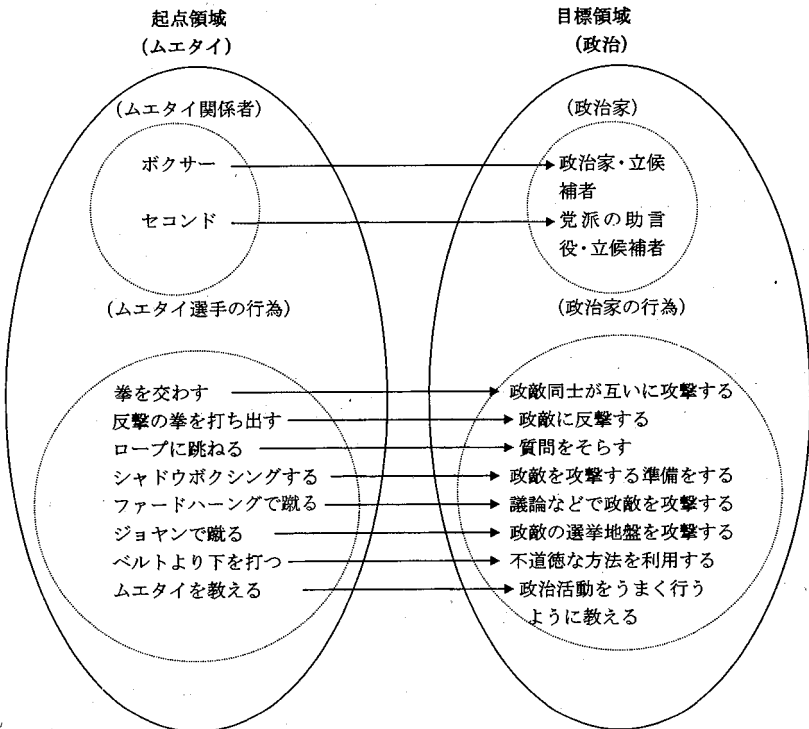 起点領域
(ムエタイ)
目標領域
(政治)
(ムエタイ関係者)
ボクサー
セコンド
(政治家)
政治家・立候
補者
党派の助言
役・立候補者
(ムエタイ選手の行為)
(政治家の行為)
拳を交わす
政敵同士が互いに攻撃する
反撃の拳を打ち出す
政敵に反撃する
ロープに跳ねる
質問をそらす
シャドウボクシングする
政敵を攻撃する準備をする
ファードハーングで蹴る
議論などで政敵を攻撃する
ジョヤンで蹴る
政敵の選挙地盤を攻撃する
ベルトより下を打つ
不道徳な方法を利用する
ムエタイを教える
政治活動をうまく行う
ように教える